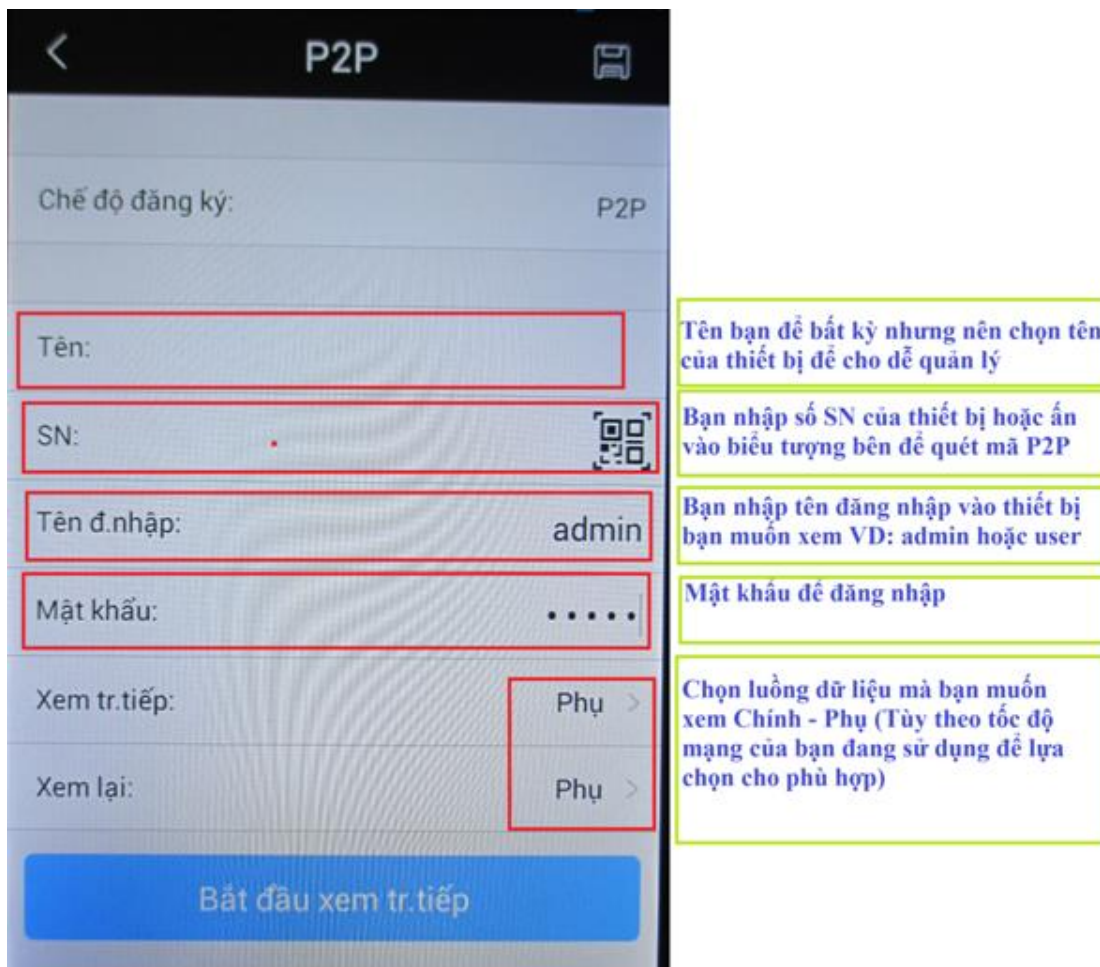 P2P
Chế độ đăng ký:
P2P
Tên:
Tên bạn để bất kỳ nhưng nên chọn tên
của thiết bị để cho dễ quản lý
SN:
Bạn nhập số SN của thiết bị hoặc ấn
vào biểu tượng bên để quét mã P2P
Tên đ.nhập:
admin
Bạn nhập tên đăng nhập vào thiết bị
bạn muốn xem VD: admin hoặc user
Mật khẩu:
•••••
Mật khẩu để đăng nhập
Xem tr.tiếp:
Phụ >
Xem lại:
Phụ >
Chọn luồng dữ liệu mà bạn muốn
xem Chính - Phụ (Tùy theo tốc độ
mạng của bạn đang sử dụng để lựa
chọn cho phù hợp)
Bắt đầu xem tr.tiếp